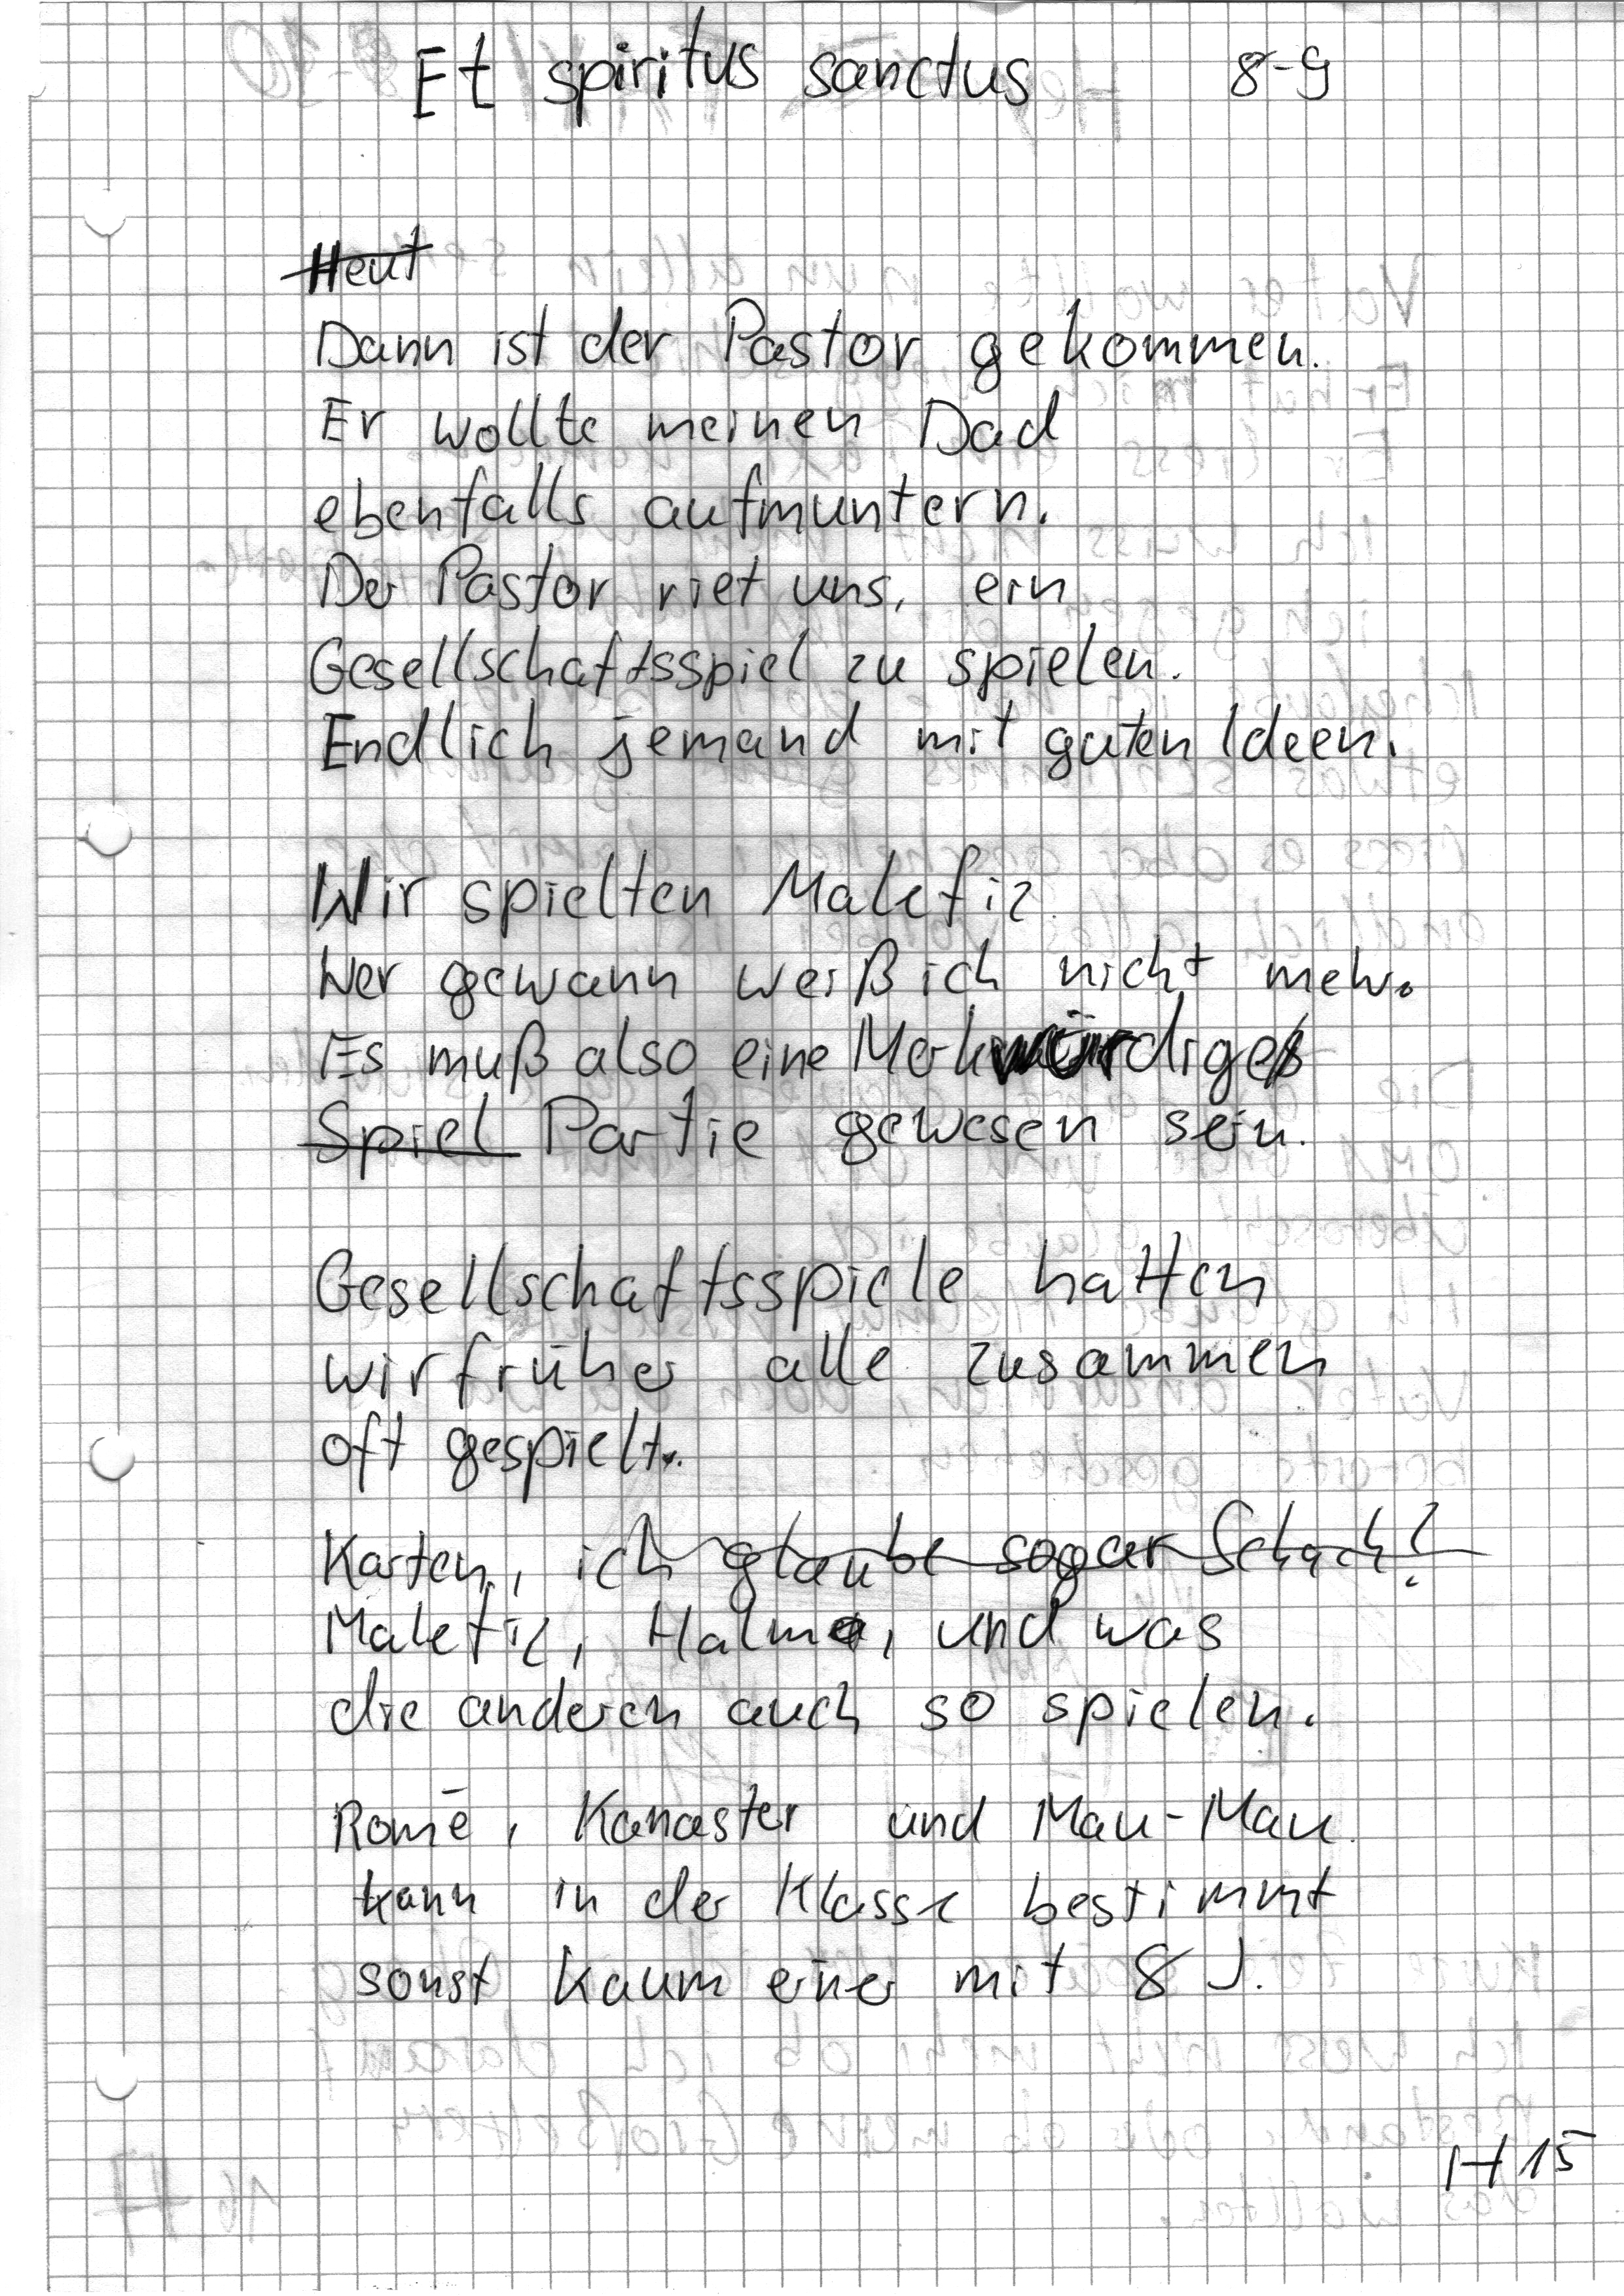 Et spiritus sanctus 8-9
Heut
Dann ist der Pastor gekommen.
Er wollte meinen Dad
ebenfalls aufmuntern.
Der Pastor riet uns, ein
Gesellschaftsspiel zu spielen.
Endlich jemand mit guten Ideen.
Wir spielten Malefiz.
Wer gewann weiß ich nicht mehr.
Es muß also eine Merkwürdige
Spiel Partie gewesen sein.
Gesellschaftsspiele hatten
wir früher alle zusammen
oft gespielt.
Karten, ich glaube sogar Schach?
Malefiz, Halma, und was
die anderen auch so spielen.
Romé, Kanaster und Mau-Mau
kann in der Klasse bestimmt
sonst kaum einer mit 8 J.
H 15